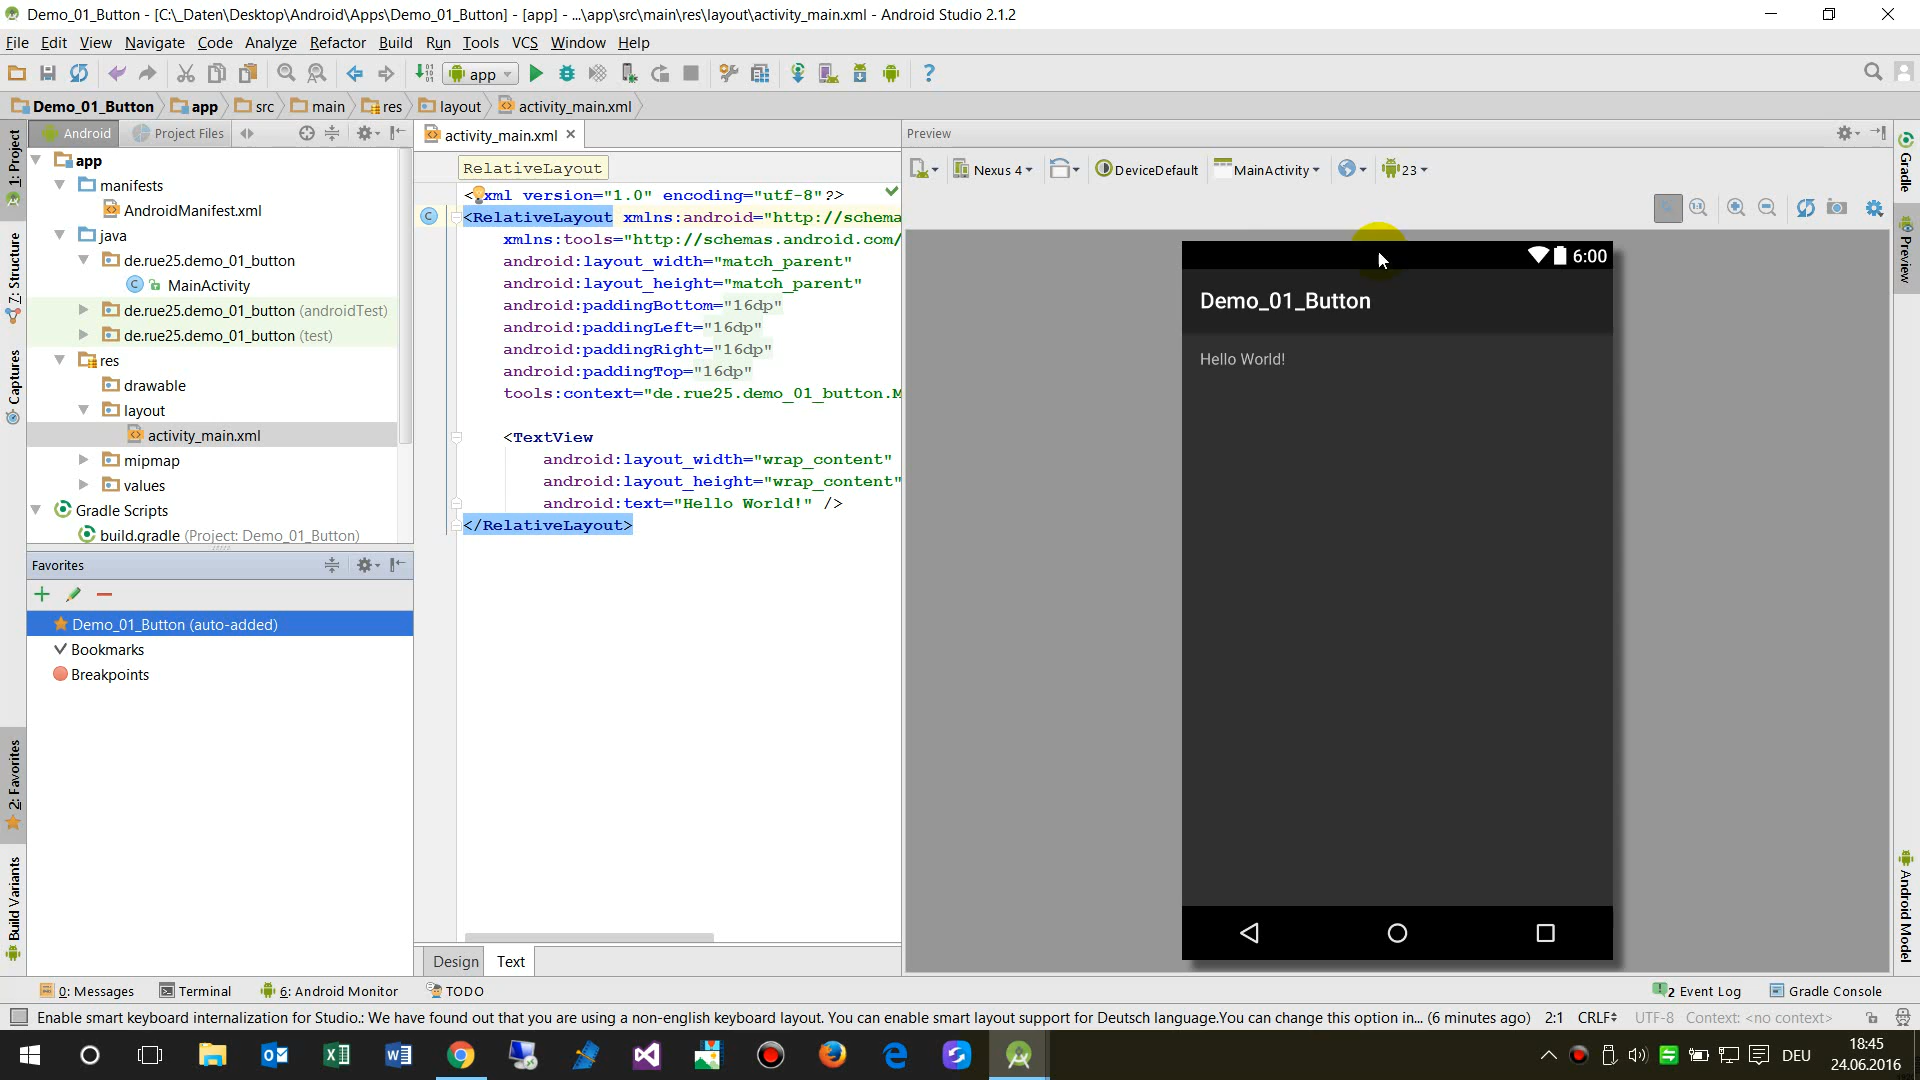 Demo_01_Button - [C:\_Daten\Desktop\Android\Apps\Demo_01_Button] - [app] - ...\app\src\main\res\layout\activity_main.xml - Android Studio 2.1.2
File Edit View Navigate Code Analyze Refactor Build Run Tools VCS Window Help
app
Demo_01_Button app src main res layout activity_main.xml
1: Project
7: Structure
Captures
2: Favorites
Build Variants
Android Project Files
app
manifests
AndroidManifest.xml
java
de.rue25.demo_01_button
MainActivity
de.rue25.demo_01_button (androidTest)
de.rue25.demo_01_button (test)
res
drawable
layout
activity_main.xml
mipmap
values
Gradle Scripts
build.gradle (Project: Demo_01_Button)
Favorites
Demo_01_Button (auto-added)
Bookmarks
Breakpoints
activity_main.xml
RelativeLayout
<?xml version="1.0" encoding="utf-8"?>
<RelativeLayout xmlns:android="http://schema
xmlns:tools="http://schemas.android.com/
android:layout_width="match_parent"
android:layout_height="match_parent"
android:paddingBottom="16dp"
android:paddingLeft="16dp"
android:paddingRight="16dp"
android:paddingTop="16dp"
tools:context="de.rue25.demo_01_button.M
<TextView
android:layout_width="wrap_content"
android:layout_height="wrap_content"
android:text="Hello World!" />
</RelativeLayout>
Design Text
Preview
Nexus 4 DeviceDefault MainActivity 23
6:00
Demo_01_Button
Hello World!
Gradle
Preview
Android Model
0: Messages Terminal 6: Android Monitor TODO 2 Event Log Gradle Console
Enable smart keyboard internalization for Studio.: We have found out that you are using a non-english keyboard layout. You can enable smart layout support for Deutsch language.You can change this option in... (6 minutes ago) 2:1 CRLF UTF-8 Context: <no context>
DEU
18:45
24.06.2016